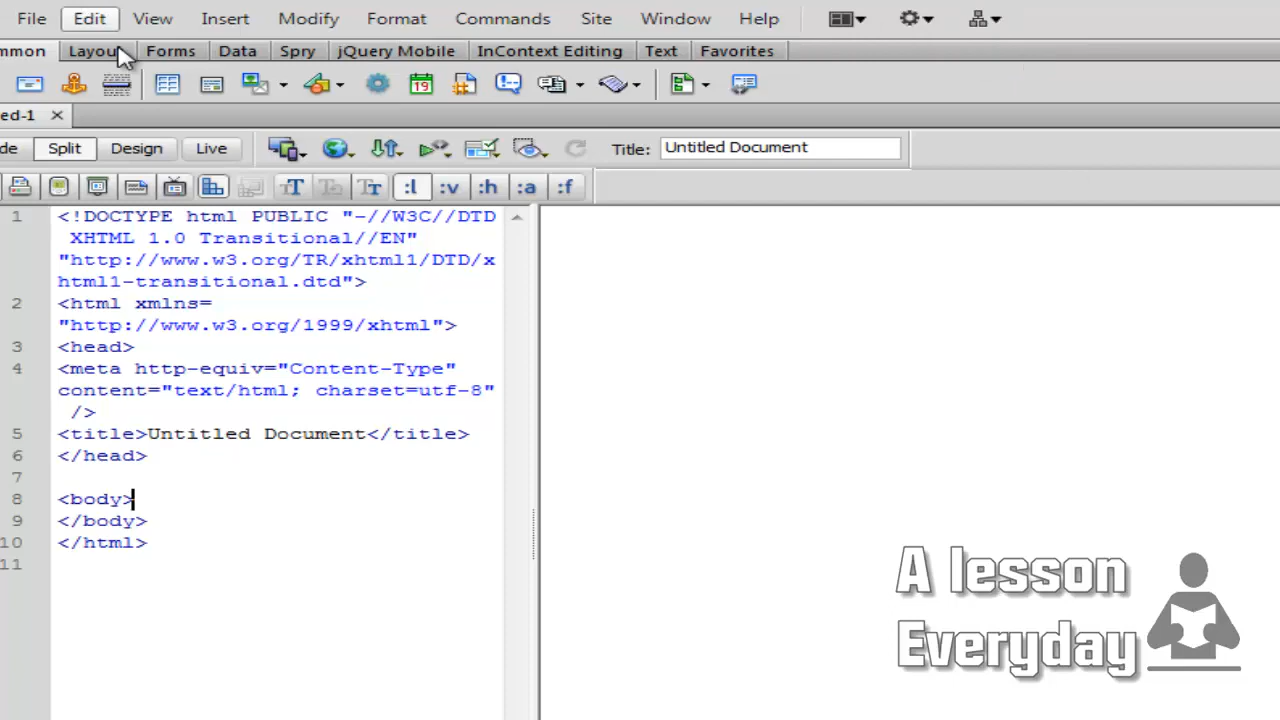 File Edit View Insert Modify Format Commands Site Window Help
mmon Layout Forms Data Spry jQuery Mobile InContext Editing Text Favorites
19
ed-1 ×
de Split Design Live Title: Untitled Document
:l :v :h :a :f
1 <!DOCTYPE html PUBLIC "-//W3C//DTD
XHTML 1.0 Transitional//EN"
"http://www.w3.org/TR/xhtml1/DTD/x
html1-transitional.dtd">
2 <html xmlns=
"http://www.w3.org/1999/xhtml">
3 <head>
4 <meta http-equiv="Content-Type"
content="text/html; charset=utf-8"
/>
5 <title>Untitled Document</title>
6 </head>
7
8 <body>
9 </body>
10 </html>
11
A lesson
Everyday